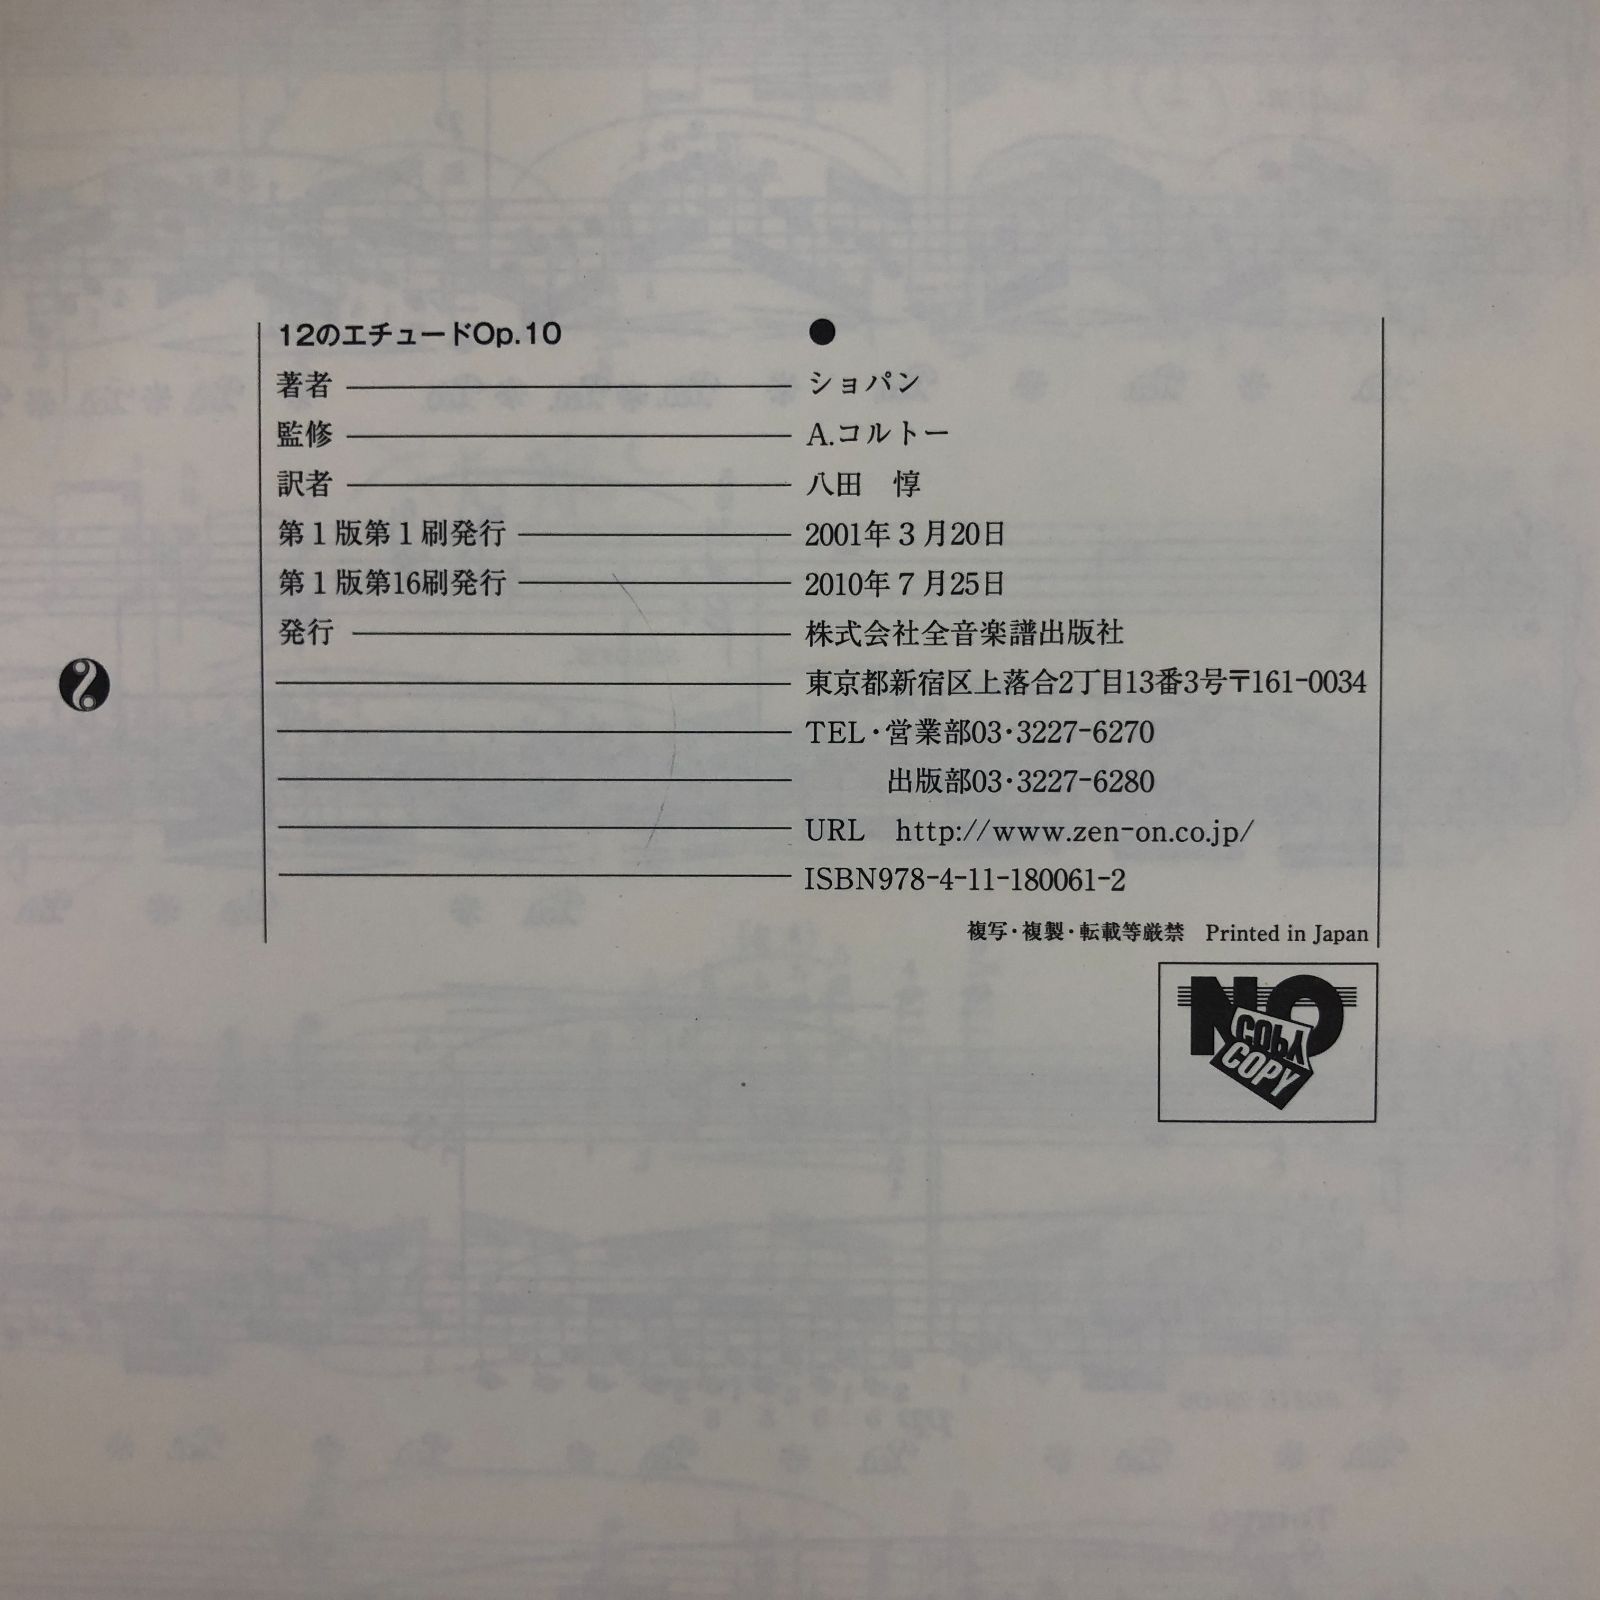 12のエチュードOp.10 ●
著者 ショパン
監修 A.コルトー
訳者 八田 惇
第1版第1刷発行 2001年3月20日
第1版第16刷発行 2010年7月25日
発行 株式会社全音楽譜出版社
東京都新宿区上落合2丁目13番3号〒161-0034
TEL・営業部03・3227-6270
出版部03・3227-6280
URL http://www.zen-on.co.jp/
ISBN978-4-11-180061-2
複写・複製・転載等厳禁 Printed in Japan
NO
COPY
COPY